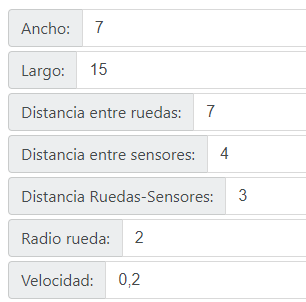 Ancho: 7
Largo: 15
Distancia entre ruedas: 7
Distancia entre sensores: 4
Distancia Ruedas-Sensores: 3
Radio rueda: 2
Velocidad: 0,2